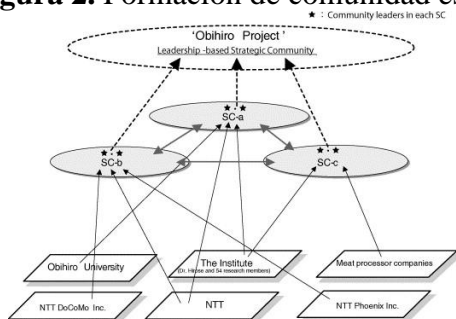 gura 2. Formación de comunidad es
★ : Community leaders in each SC
'Obihiro Project'
Leadership -based Strategic Community
SC-a
SC-b
SC-c
Obihiro University
The Institute
(Dr. Hirose and 54 research members)
Meat processor companies
NTT DoCoMo Inc.
NTT
NTT Phoenix Inc.